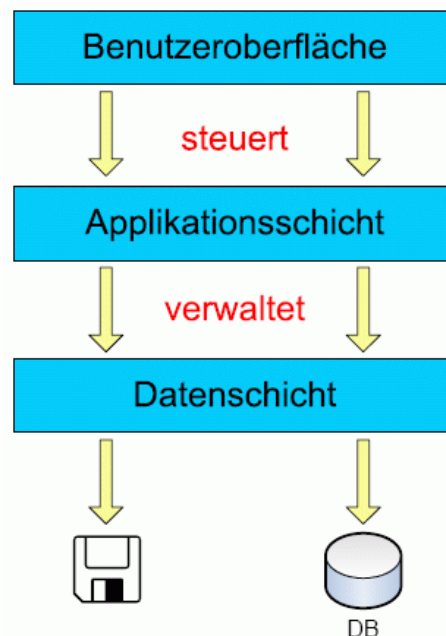 Benutzeroberfläche
steuert
Applikationsschicht
verwaltet
Datenschicht
DB